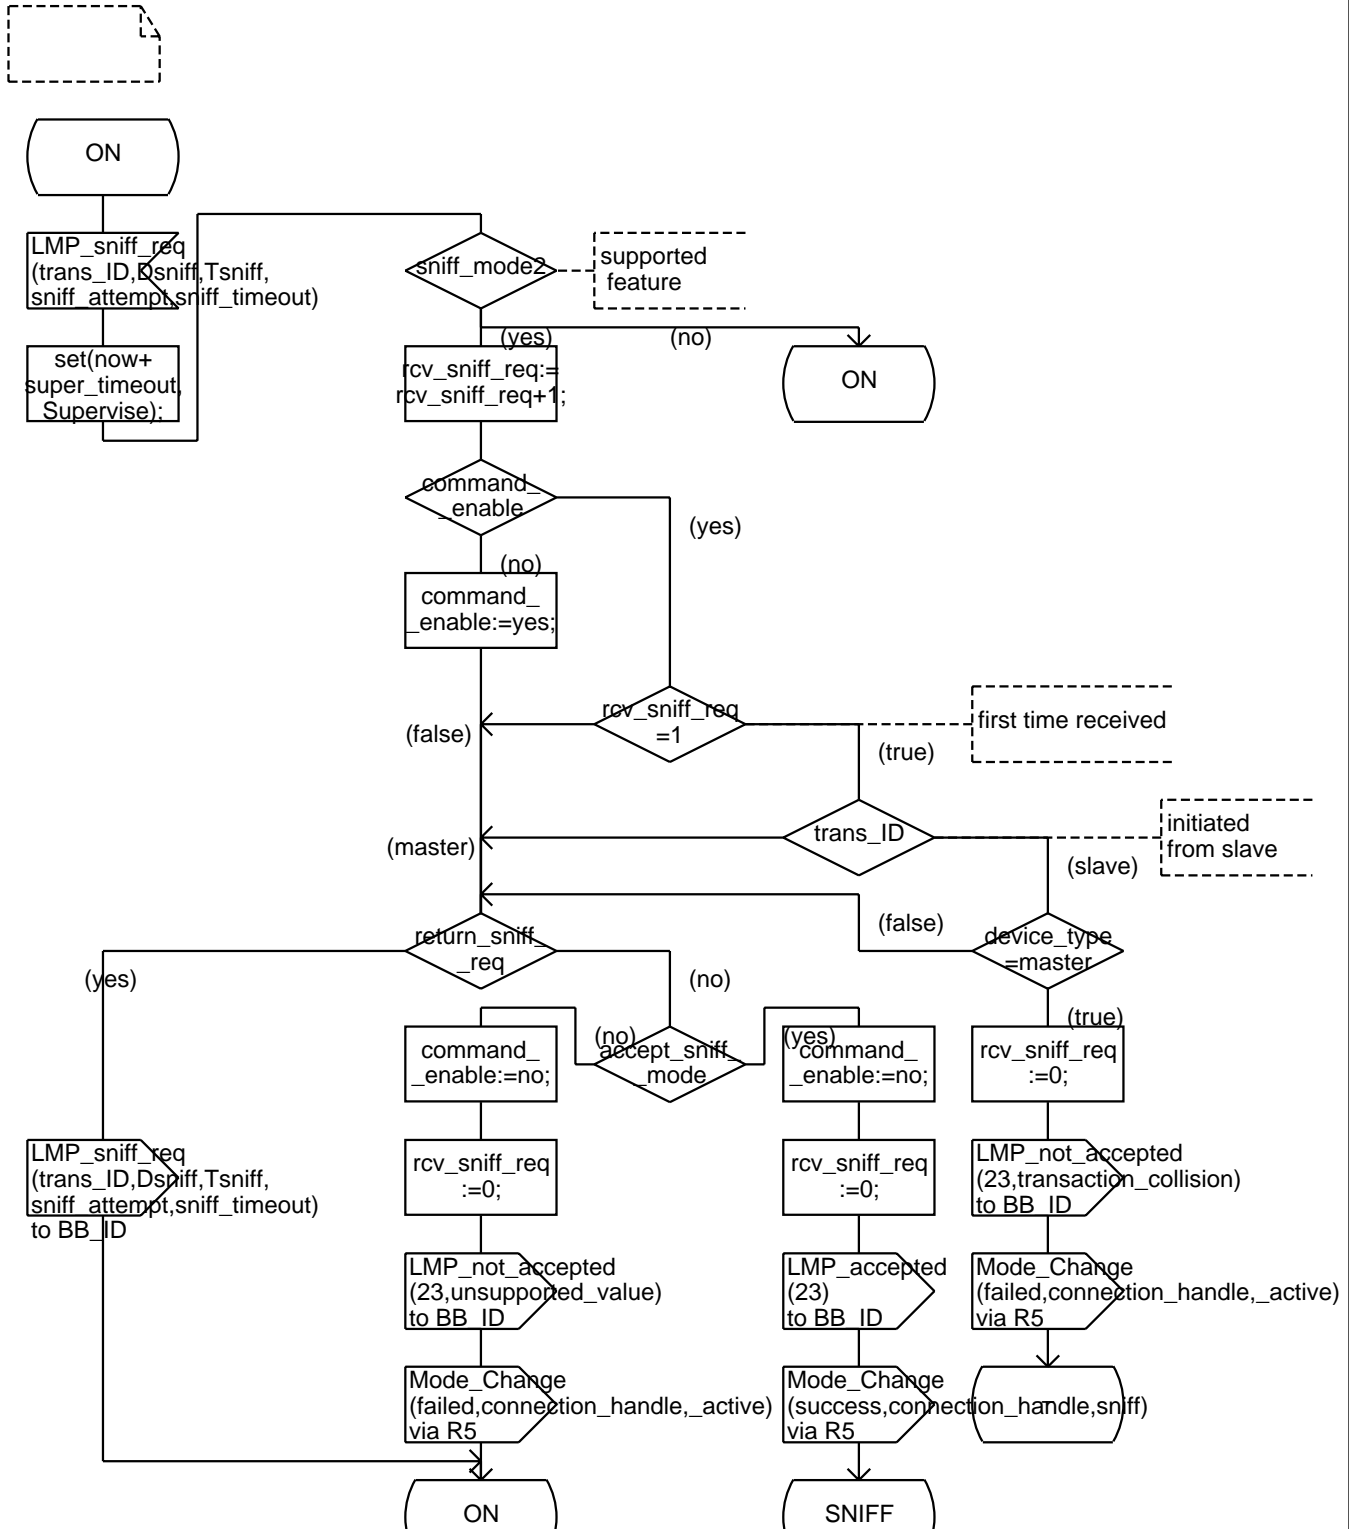 ON
LMP_sniff_req
(trans_ID,Dsniff,Tsniff,
sniff_attempt,sniff_timeout)
set(now+
super_timeout,
Supervise);
sniff_mode2
supported
feature
(yes)
(no)
rcv_sniff_req:=
rcv_sniff_req+1;
ON
command_
_enable
(yes)
(no)
command_
_enable:=yes;
rcv_sniff_req
=1
first time received
(false)
(true)
trans_ID
initiated
from slave
(master)
(slave)
return_sniff_
_req
(false)
device_type
=master
(yes)
(no)
(true)
(no)
accept_sniff_
_mode
(yes)
command_
_enable:=no;
command_
_enable:=no;
rcv_sniff_req
:=0;
LMP_sniff_req
(trans_ID,Dsniff,Tsniff,
sniff_attempt,sniff_timeout)
to BB_ID
rcv_sniff_req
:=0;
rcv_sniff_req
:=0;
LMP_not_accepted
(23,transaction_collision)
to BB_ID
LMP_not_accepted
(23,unsupported_value)
to BB_ID
LMP_accepted
(23)
to BB_ID
Mode_Change
(failed,connection_handle,_active)
via R5
Mode_Change
(failed,connection_handle,_active)
via R5
Mode_Change
(success,connection_handle,sniff)
via R5
-
ON
SNIFF